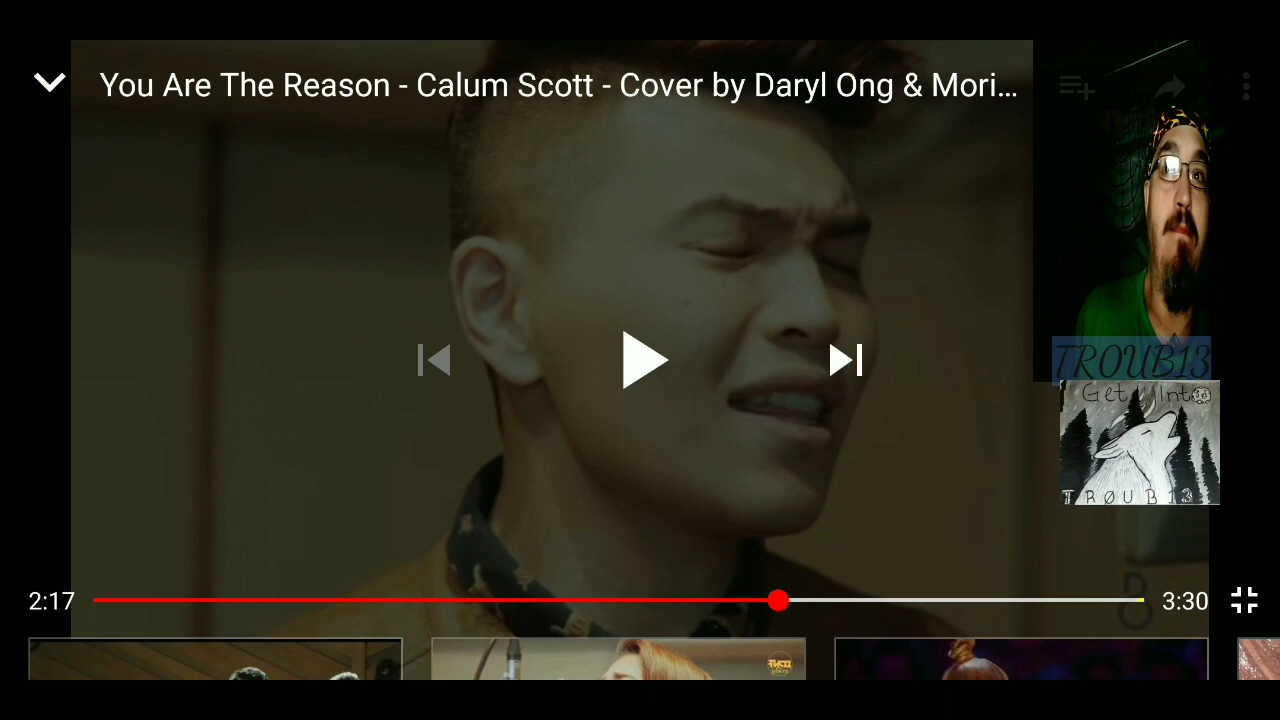 You Are The Reason - Calum Scott - Cover by Daryl Ong & Mori...
TROUB13
Get Into
TRØUB13
2:17
3:30